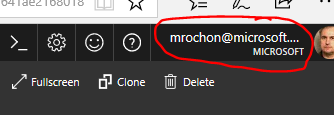 641ae2168018
mrochon@microsoft....
MICROSOFT
Fullscreen Clone Delete